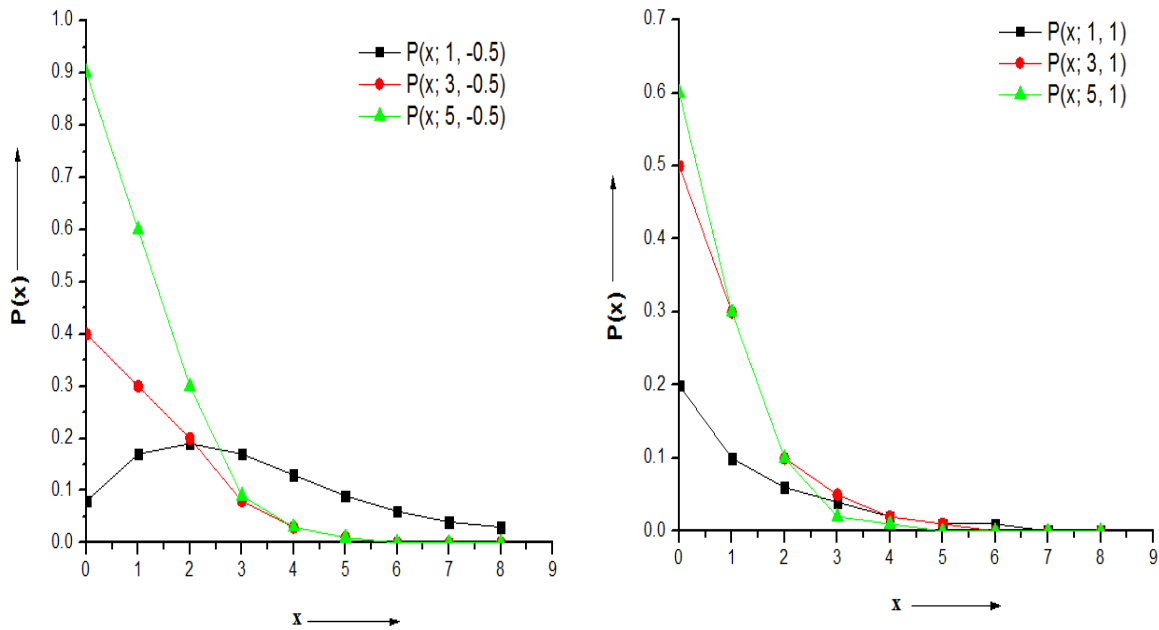 1.0
0.9
0.8
0.7
0.6
0.5
0.4
0.3
0.2
0.1
0.0
P(x)
P(x; 1, -0.5)
P(x; 3, -0.5)
P(x; 5, -0.5)
0 1 2 3 4 5 6 7 8 9
x
0.7
0.6
0.5
0.4
0.3
0.2
0.1
0.0
P(x)
P(x; 1, 1)
P(x; 3, 1)
P(x; 5, 1)
0 1 2 3 4 5 6 7 8 9
x